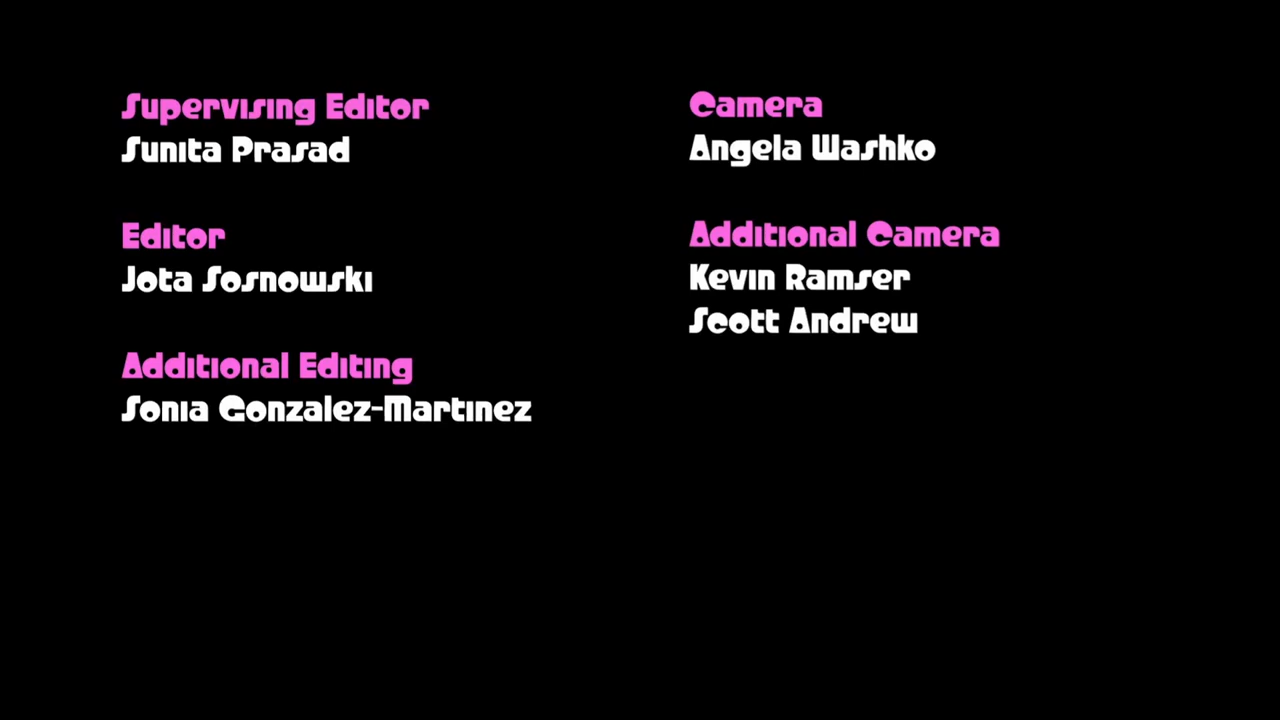 Supervising Editor
Sunita Prasad
Editor
Jota Sosnowski
Additional Editing
Sonia Gonzalez-Martinez
Camera
Angela Washko
Additional Camera
Kevin Ramser
Scott Andrew